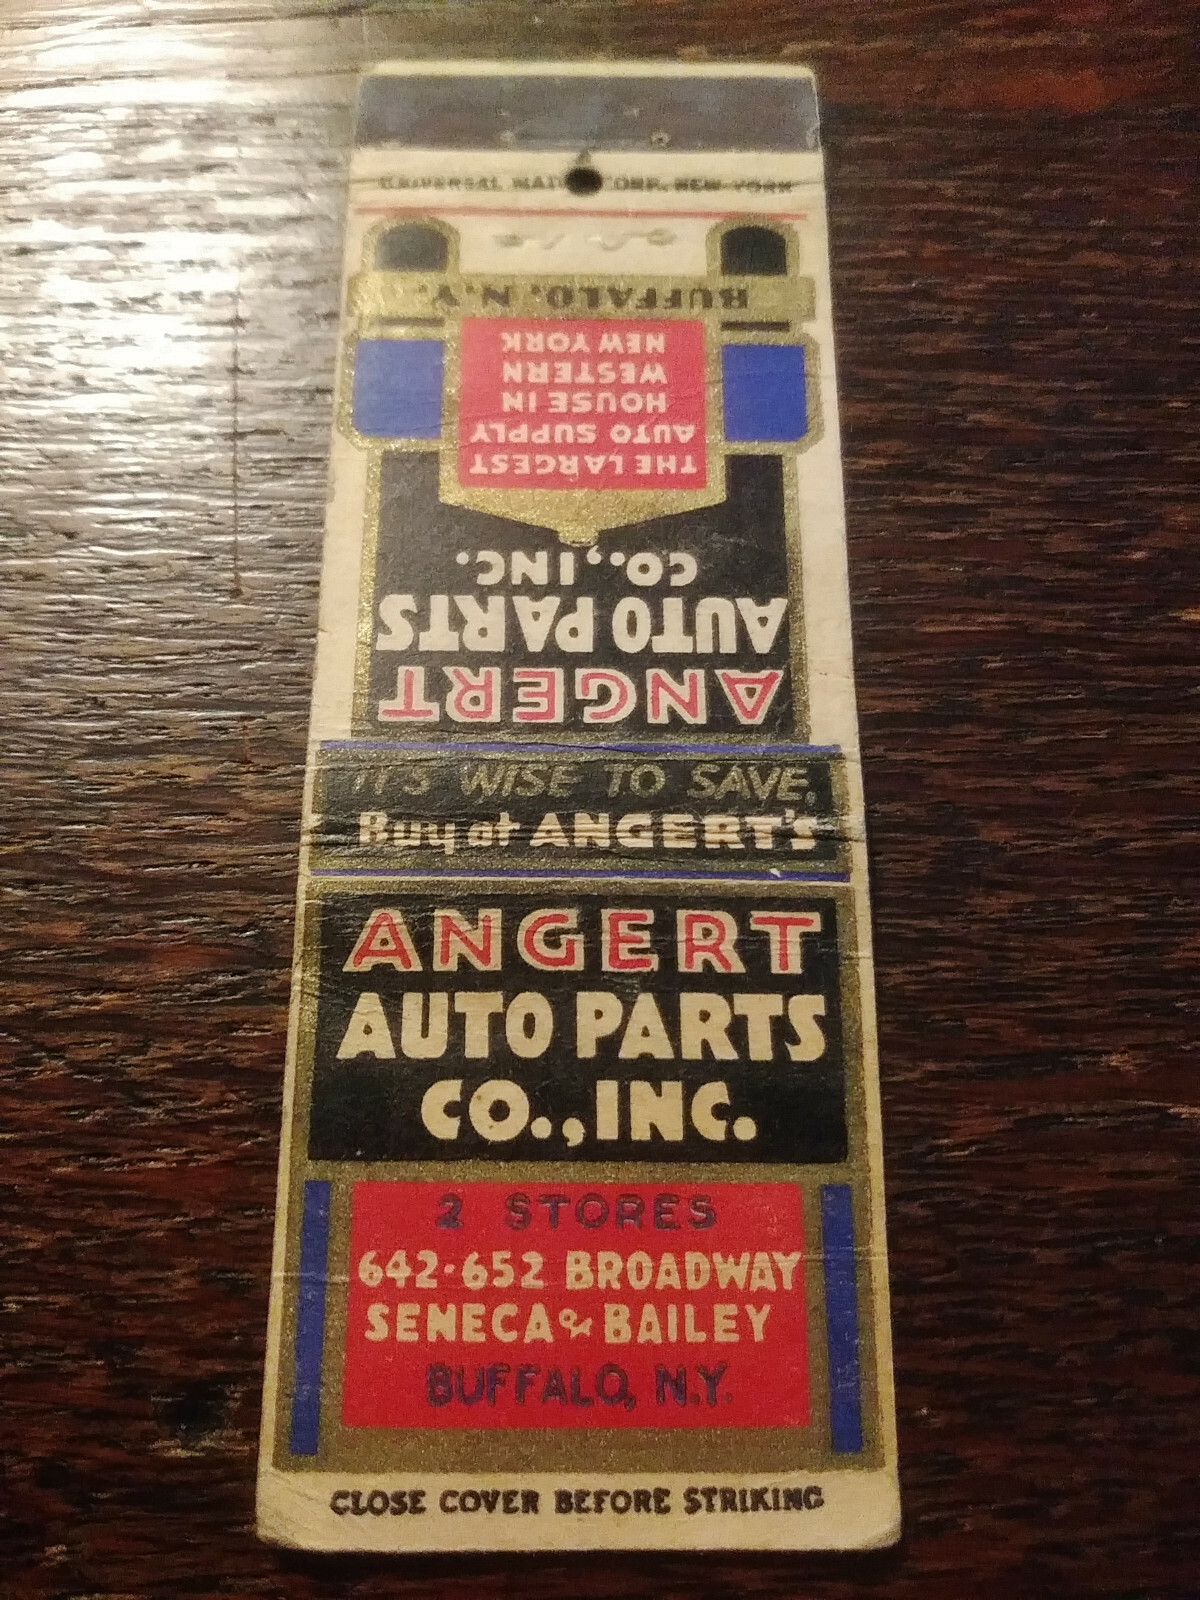 UNIVERSAL MATCH CORP., NEW YORK
ANGERT
AUTO PARTS
CO., INC.
THE LARGEST
AUTO SUPPLY
HOUSE IN
WESTERN
NEW YORK
BUFFALO, N.Y.
IT'S WISE TO SAVE,
Buy at ANGERT'S
ANGERT
AUTO PARTS
CO., INC.
2 STORES
642-652 BROADWAY
SENECA & BAILEY
BUFFALO, N.Y.
CLOSE COVER BEFORE STRIKING